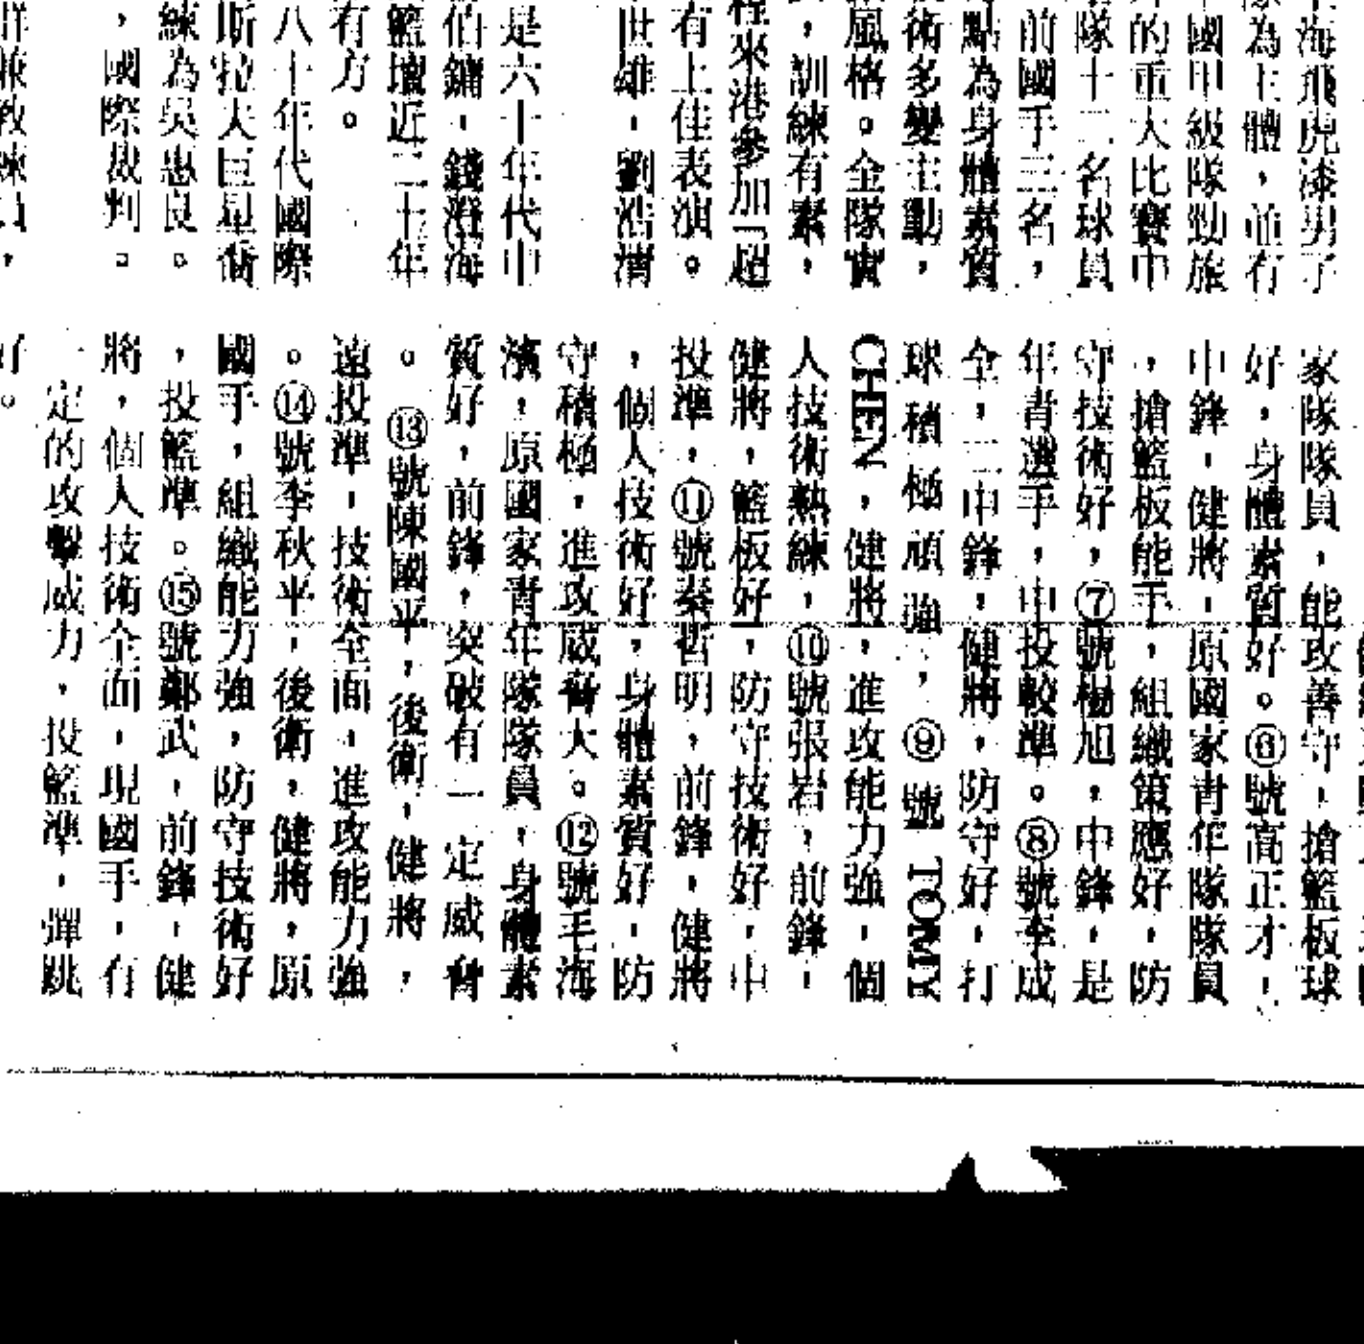 海飛虎漆男子
為主體，並有
國甲級隊勁旅
的重大比賽中
隊十二名球員
前國手三名，
點為身體素質
術多變主動，
風格。全隊實
，訓練有素，
程來港參加「超
有上佳表演。
世雄，劉浩清
是六十年代中
伯鏞，錢澄海
籃壇近二十年
有方。
八十年代國際
斯拉夫巨星喬
練為吳惠良。
，國際裁判。
群兼教練員，
家隊隊員，能攻善守，搶籃板球
好，身體素質好。⑥號高正才，
中鋒，健將，原國家青年隊隊員
，搶籃板能手，組織策應好，防
守技術好，⑦號楊旭，中鋒，是
年青選手，中投較準。⑧號李成
全，二中鋒，健將，防守好，打
球積極頑強，⑨號 TOMY
CHEN，健將，進攻能力強，個
人技術熟練，⑩號張岩，前鋒，
健將，籃板好，防守技術好，中
投準，⑪號秦哲明，前鋒，健將
，個人技術好，身體素質好，防
守積極，進攻威脅大。⑫號毛海
濱，原國家青年隊隊員，身體素
質好，前鋒，突破有一定威脅
。⑬號陳國平，後衛，健將，
遠投準，技術全面，進攻能力強
。⑭號李秋平，後衛，健將，原
國手，組織能力強，防守技術好
，投籃準。⑮號鄭武，前鋒，健
將，個人技術全面，現國手，有
一定的攻擊威力，投籃準，彈跳
好。